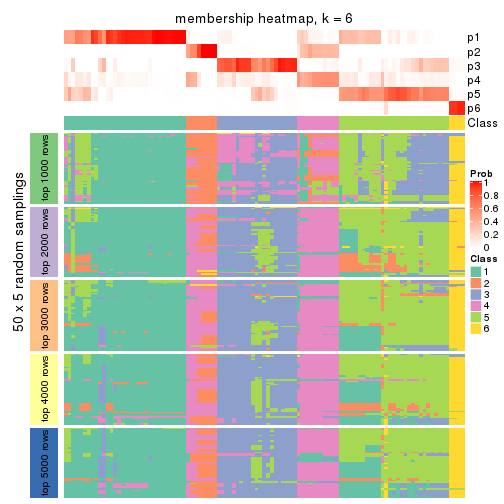 membership heatmap, k = 6
p1
p2
p3
p4
p5
p6
Class
50 x 5 random samplings
top 1000 rows
top 2000 rows
top 3000 rows
top 4000 rows
top 5000 rows
Prob
1
0.8
0.6
0.4
0.2
0
Class
1
2
3
4
5
6